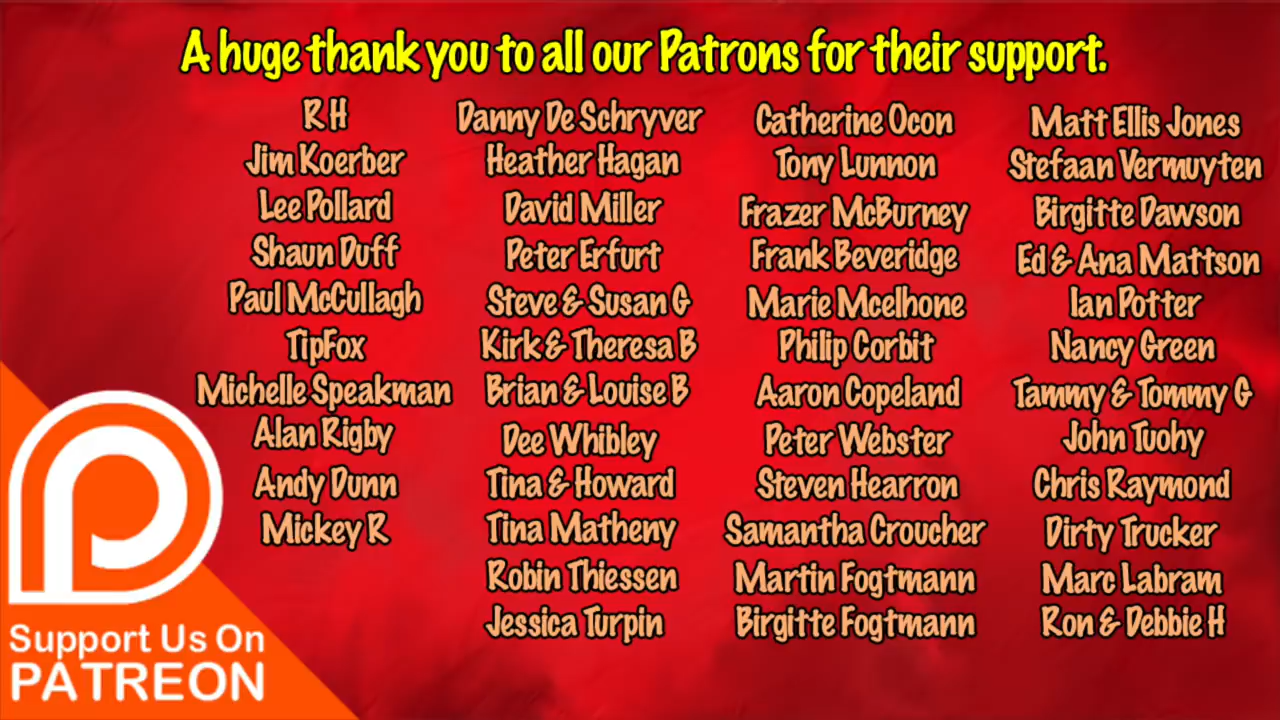 A huge thank you to all our Patrons for their support.
R H
Jim Koerber
Lee Pollard
Shaun Duff
Paul McCullagh
TipFox
Michelle Speakman
Alan Rigby
Andy Dunn
Mickey R
Danny De Schryver
Heather Hagan
David Miller
Peter Erfurt
Steve & Susan G
Kirk & Theresa B
Brian & Louise B
Dee Whibley
Tina & Howard
Tina Matheny
Robin Thiessen
Jessica Turpin
Catherine Ocon
Tony Lunnon
Frazer McBurney
Frank Beveridge
Marie Mcelhone
Philip Corbit
Aaron Copeland
Peter Webster
Steven Hearron
Samantha Croucher
Martin Fogtmann
Birgitte Fogtmann
Matt Ellis Jones
Stefaan Vermuyten
Birgitte Dawson
Ed & Ana Mattson
Ian Potter
Nancy Green
Tammy & Tommy G
John Tuohy
Chris Raymond
Dirty Trucker
Marc Labram
Ron & Debbie H
Support Us On
PATREON